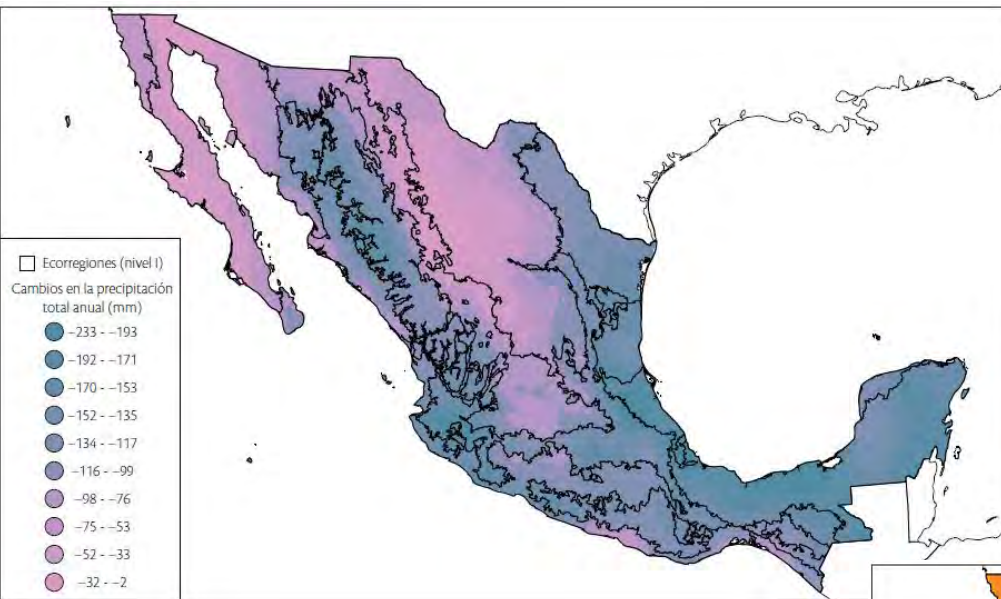 Ecorregiones (nivel I)
Cambios en la precipitación
total anual (mm)
−233 - −193
−192 - −171
−170 - −153
−152 - −135
−134 - −117
−116 - −99
−98 - −76
−75 - −53
−52 - −33
−32 - −2